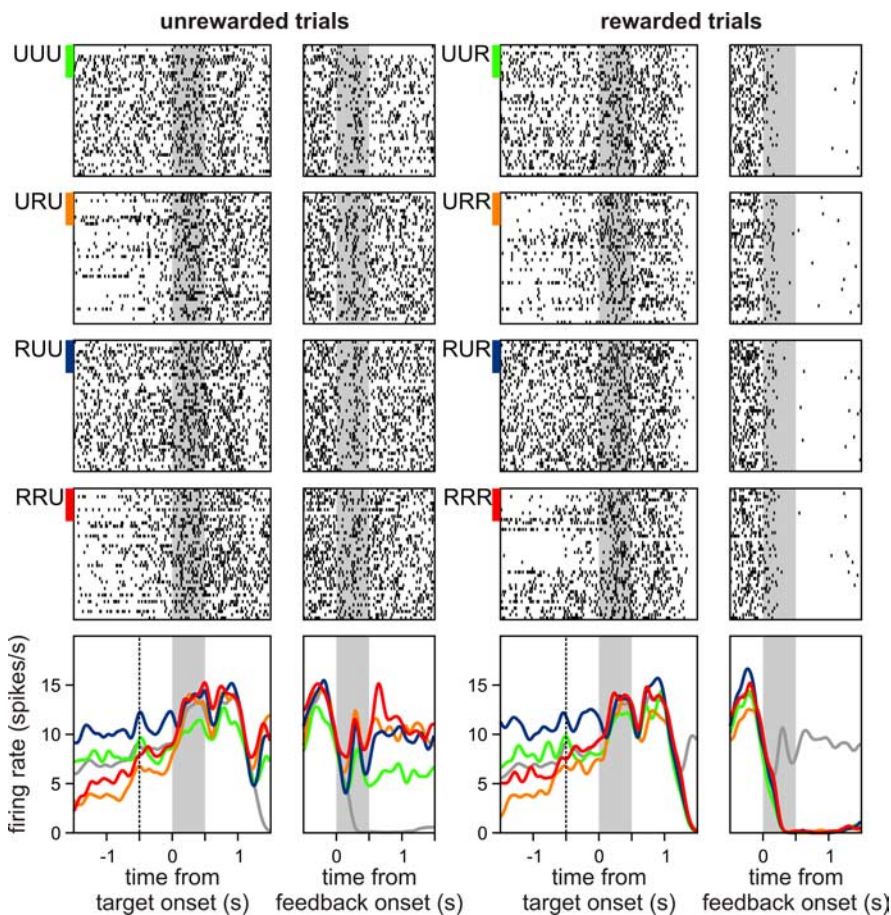 unrewarded trials
rewarded trials
UUU
UUR
URU
URR
RUU
RUR
RRU
RRR
firing rate (spikes/s)
15
10
5
0
-1 0 1
0 1
-1 0 1
0 1
time from
target onset (s)
time from
feedback onset (s)
time from
target onset (s)
time from
feedback onset (s)